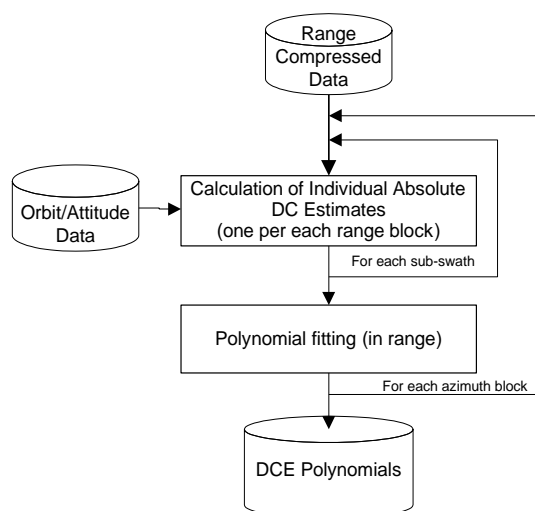 Range
Compressed
Data
Orbit/Attitude
Data
Calculation of Individual Absolute
DC Estimates
(one per each range block)
For each sub-swath
Polynomial fitting (in range)
For each azimuth block
DCE Polynomials